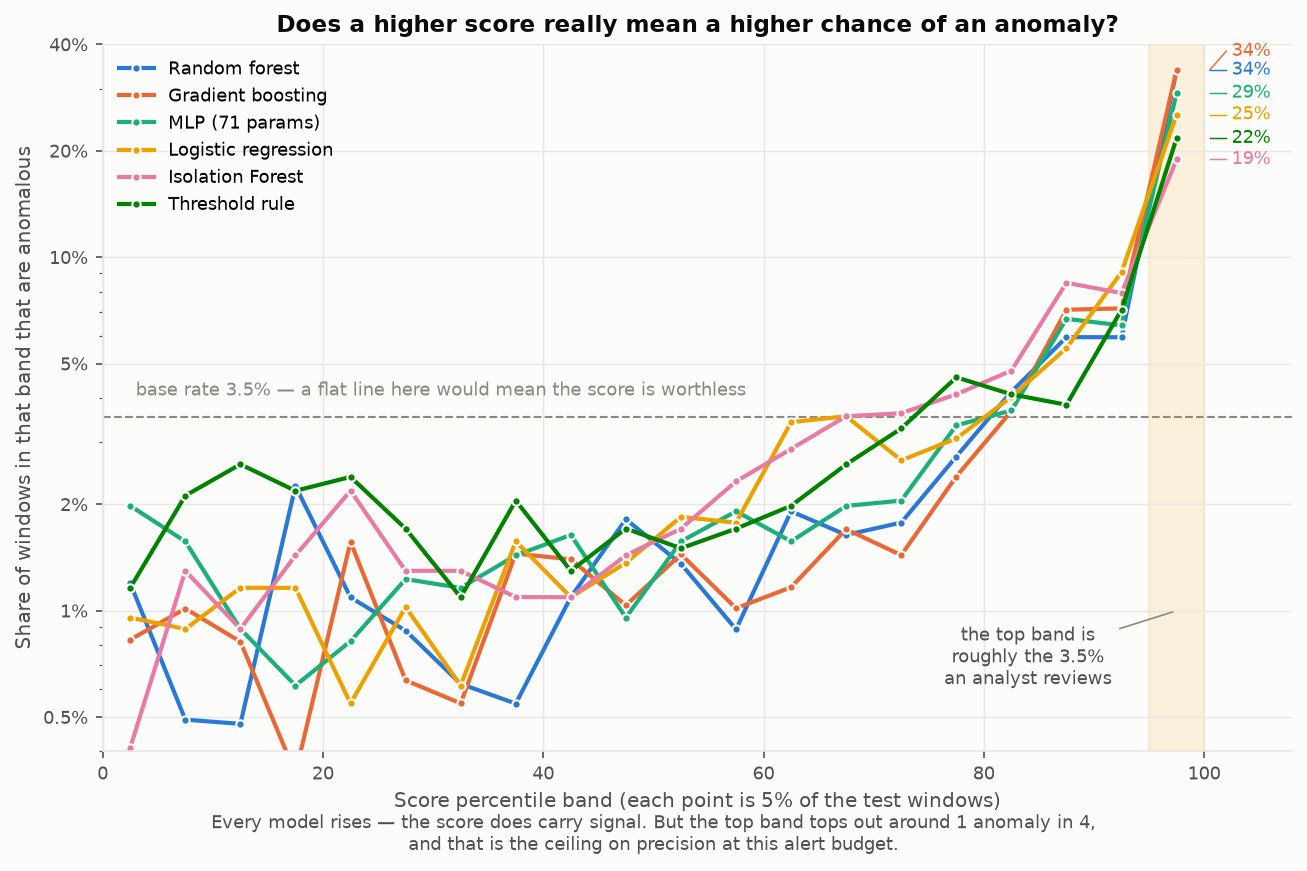 Does a higher score really mean a higher chance of an anomaly?
Share of windows in that band that are anomalous
40%
20%
10%
5%
2%
1%
0.5%
Random forest
Gradient boosting
MLP (71 params)
Logistic regression
Isolation Forest
Threshold rule
34%
34%
29%
25%
22%
19%
base rate 3.5% — a flat line here would mean the score is worthless
the top band is
roughly the 3.5%
an analyst reviews
0
20
40
60
80
100
Score percentile band (each point is 5% of the test windows)
Every model rises — the score does carry signal. But the top band tops out around 1 anomaly in 4,
and that is the ceiling on precision at this alert budget.